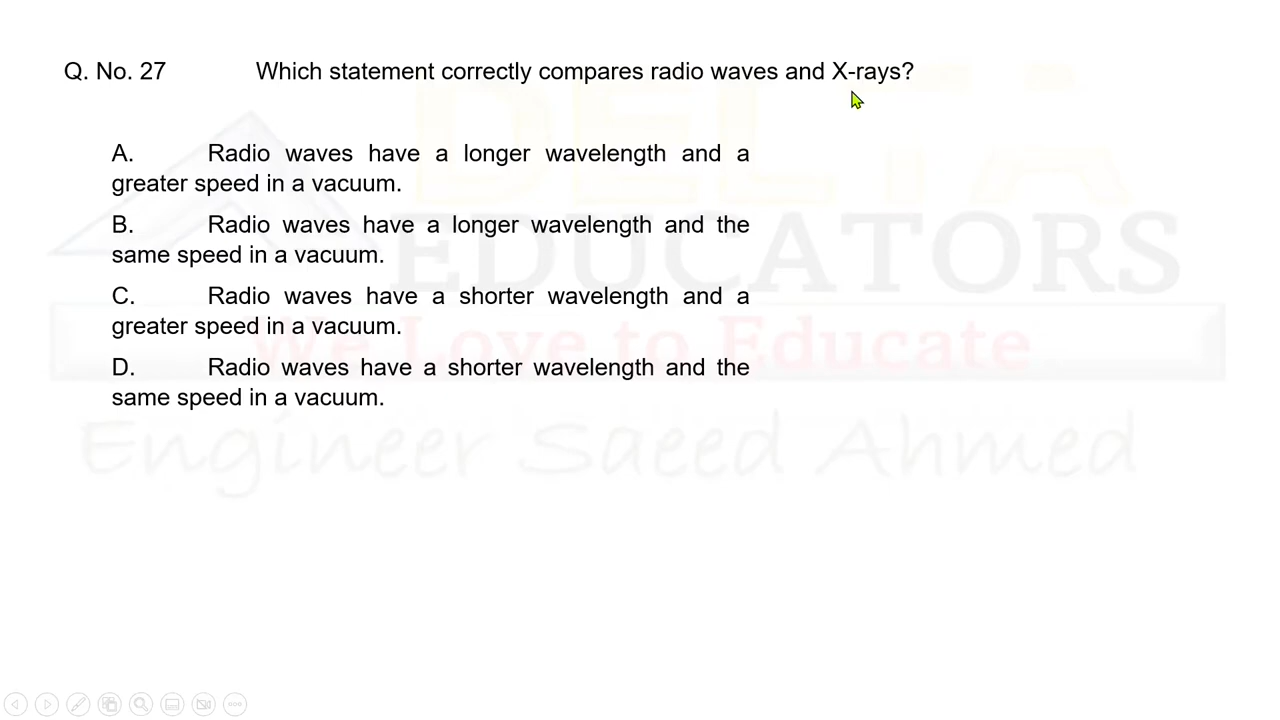 Q. No. 27 Which statement correctly compares radio waves and X-rays?
A. Radio waves have a longer wavelength and a
greater speed in a vacuum.
B. Radio waves have a longer wavelength and the
same speed in a vacuum.
C. Radio waves have a shorter wavelength and a
greater speed in a vacuum.
D. Radio waves have a shorter wavelength and the
same speed in a vacuum.
DELTA
EDUCATORS
We Love to Educate
Engineer Saeed Ahmed